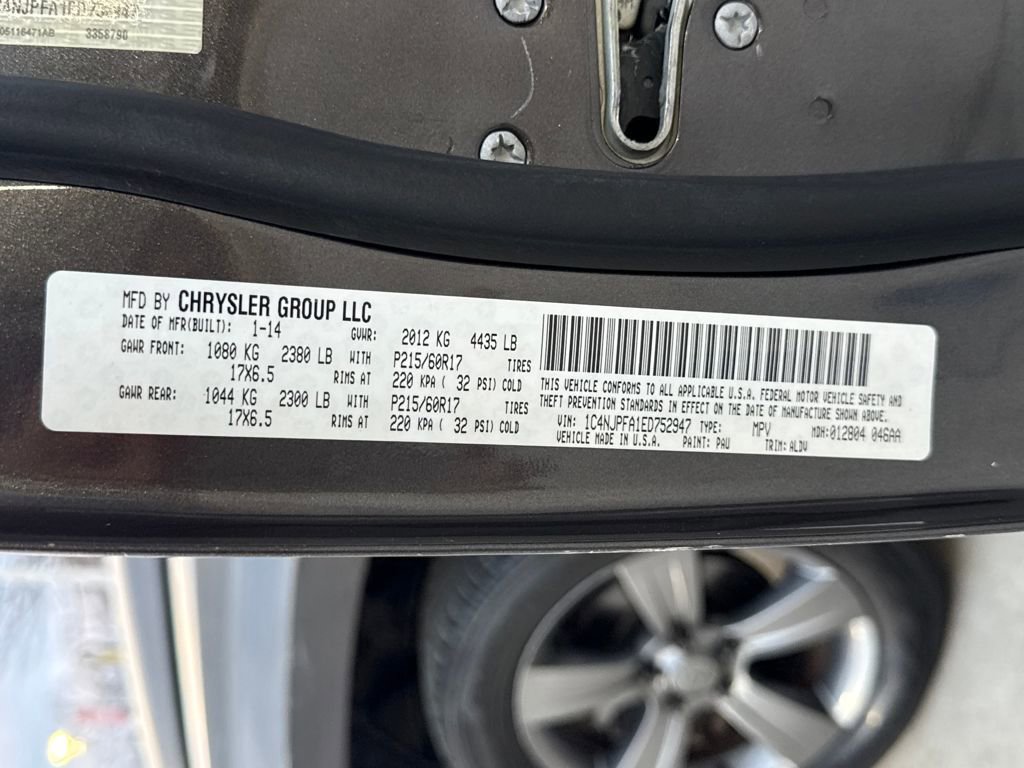 4NJPFA1ED752947
05116471AB 3358790
MFD BY CHRYSLER GROUP LLC
DATE OF MFR(BUILT): 1-14 GVWR: 2012 KG 4435 LB
GAWR FRONT: 1080 KG 2380 LB WITH P215/60R17 TIRES
17X6.5 RIMS AT 220 KPA ( 32 PSI) COLD
GAWR REAR: 1044 KG 2300 LB WITH P215/60R17 TIRES
17X6.5 RIMS AT 220 KPA ( 32 PSI) COLD
THIS VEHICLE CONFORMS TO ALL APPLICABLE U.S.A. FEDERAL MOTOR VEHICLE SAFETY AND
THEFT PREVENTION STANDARDS IN EFFECT ON THE DATE OF MANUFACTURE SHOWN ABOVE.
VIN: 1C4NJPFA1ED752947 TYPE: MPV MDH:012804 046AA
VEHICLE MADE IN U.S.A. PAINT: PAU TRIM: ALDV